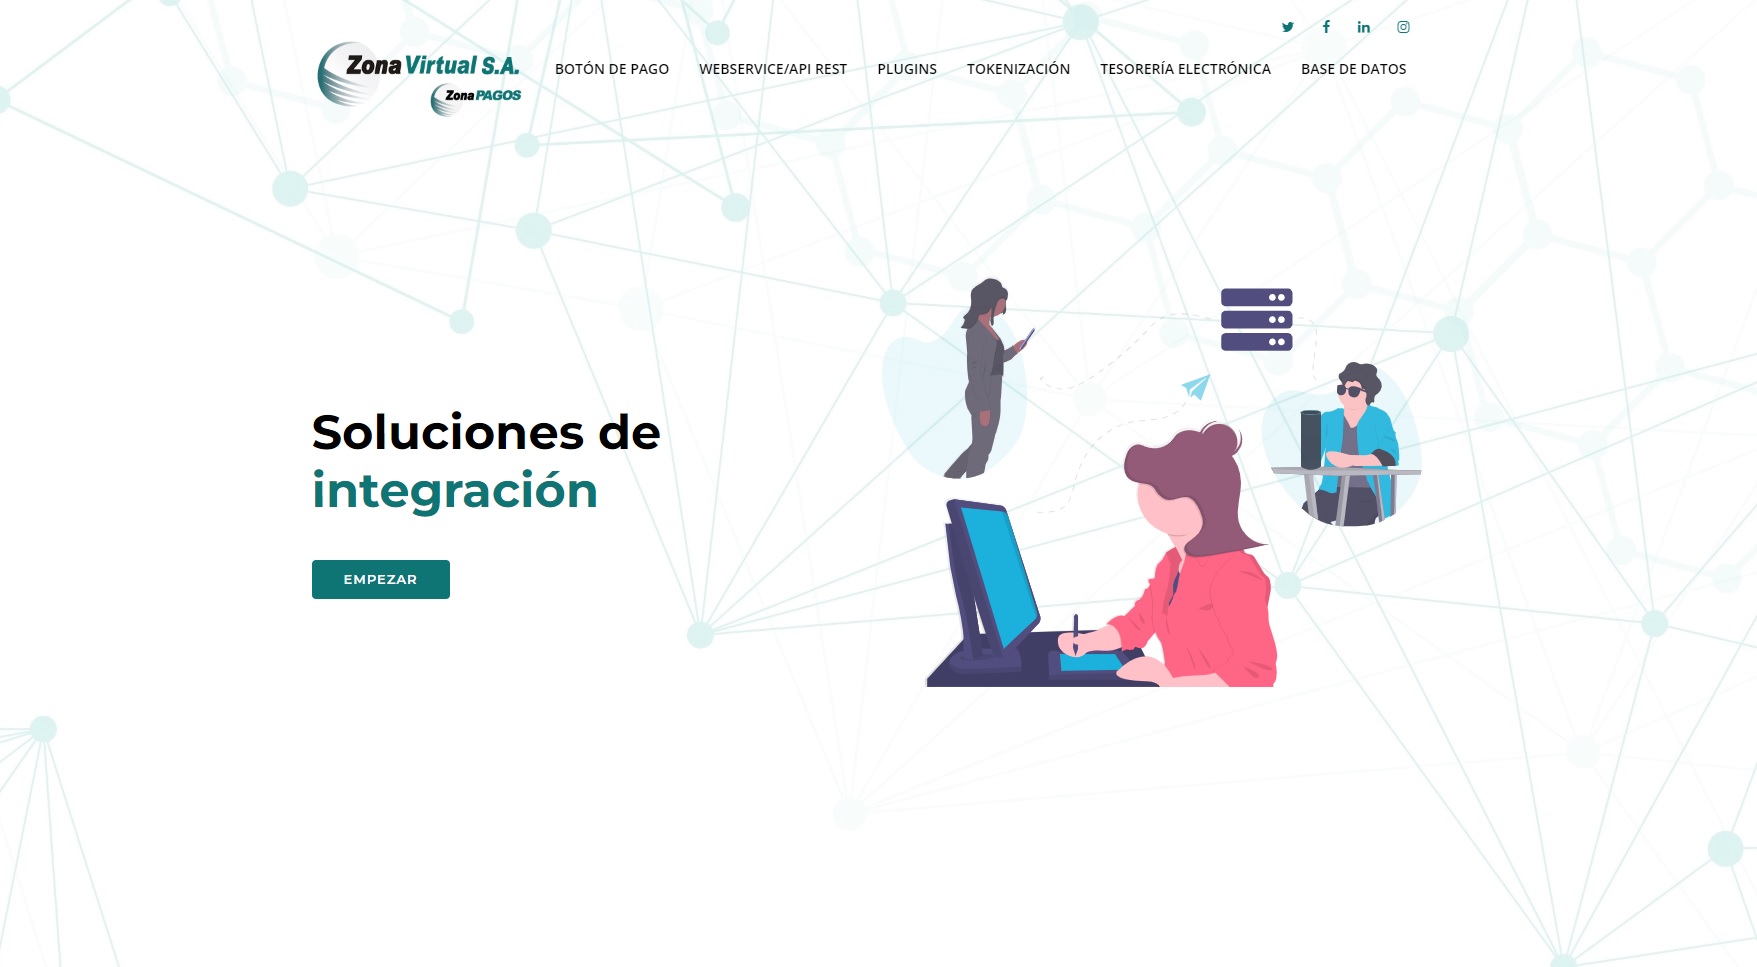 Zona Virtual S.A.
Zona PAGOS
BOTÓN DE PAGO
WEBSERVICE/API REST
PLUGINS
TOKENIZACIÓN
TESORERÍA ELECTRÓNICA
BASE DE DATOS
Soluciones de
integración
EMPEZAR